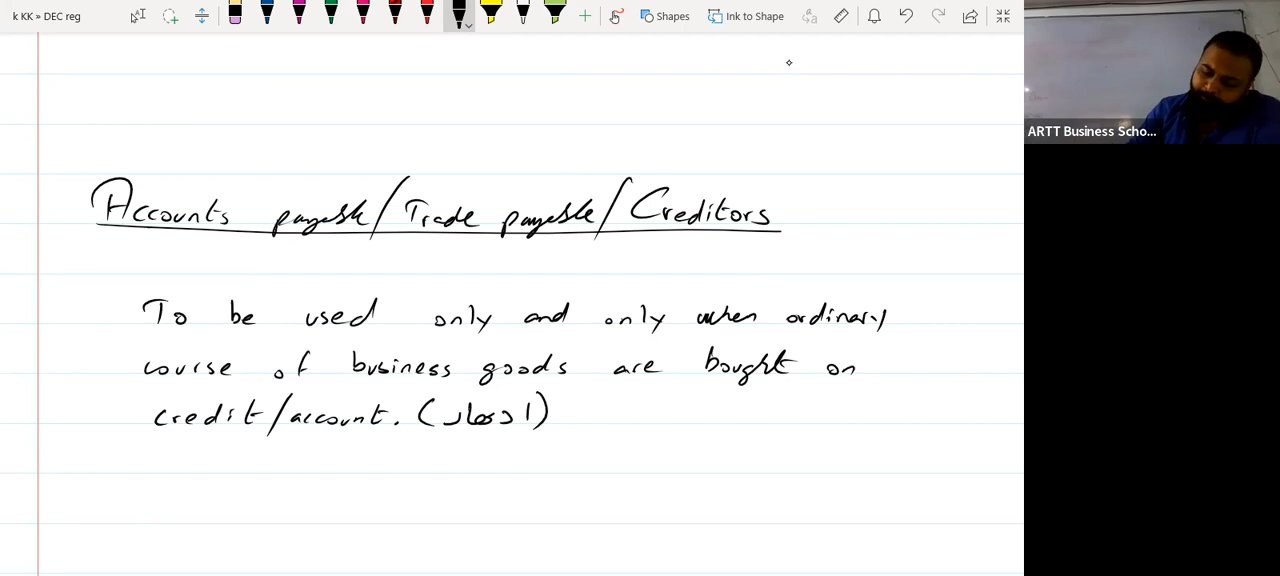 k KK » DEC reg
Shapes
Ink to Shape
ARTT Business Scho...
Accounts payable/Trade payable/Creditors
To be used only and only when ordinary
course of business goods are bought on
credit/account. (ادھار)